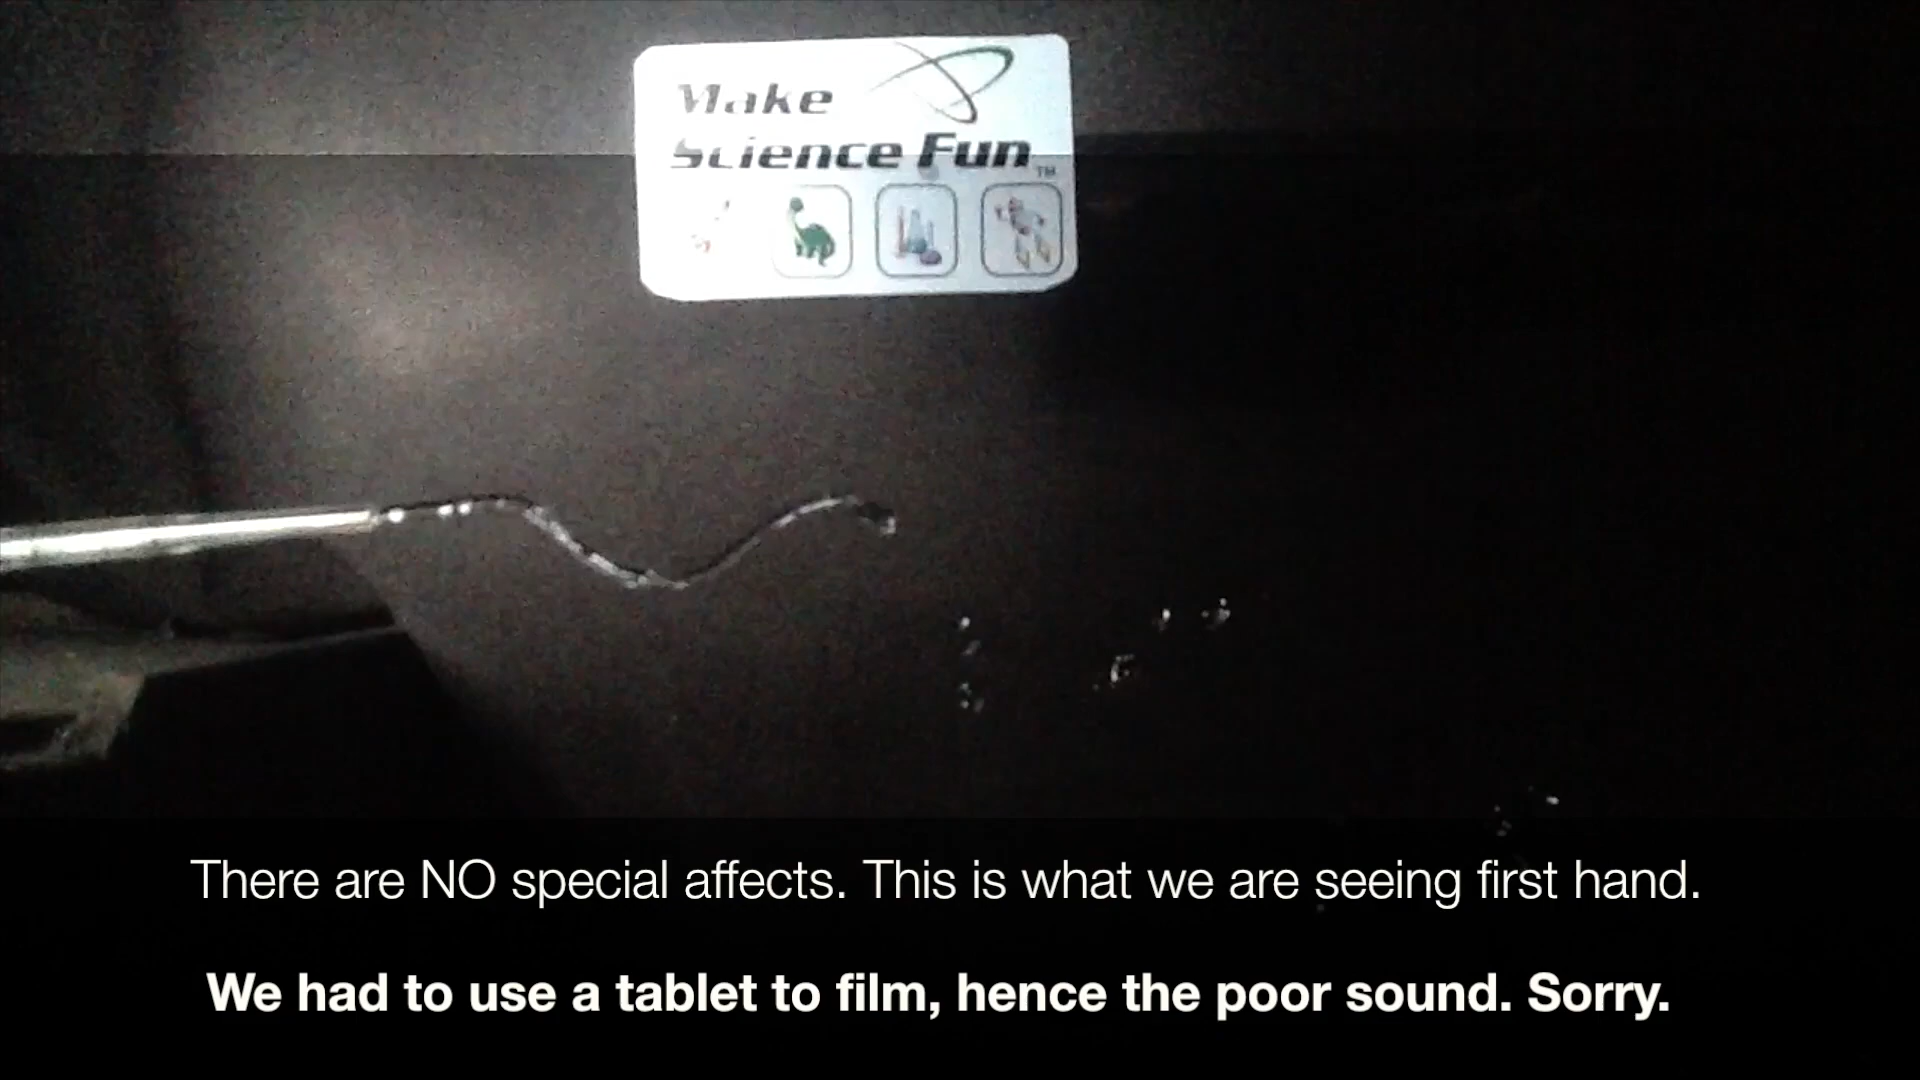 Make
Science Fun
TM
There are NO special affects. This is what we are seeing first hand.
We had to use a tablet to film, hence the poor sound. Sorry.